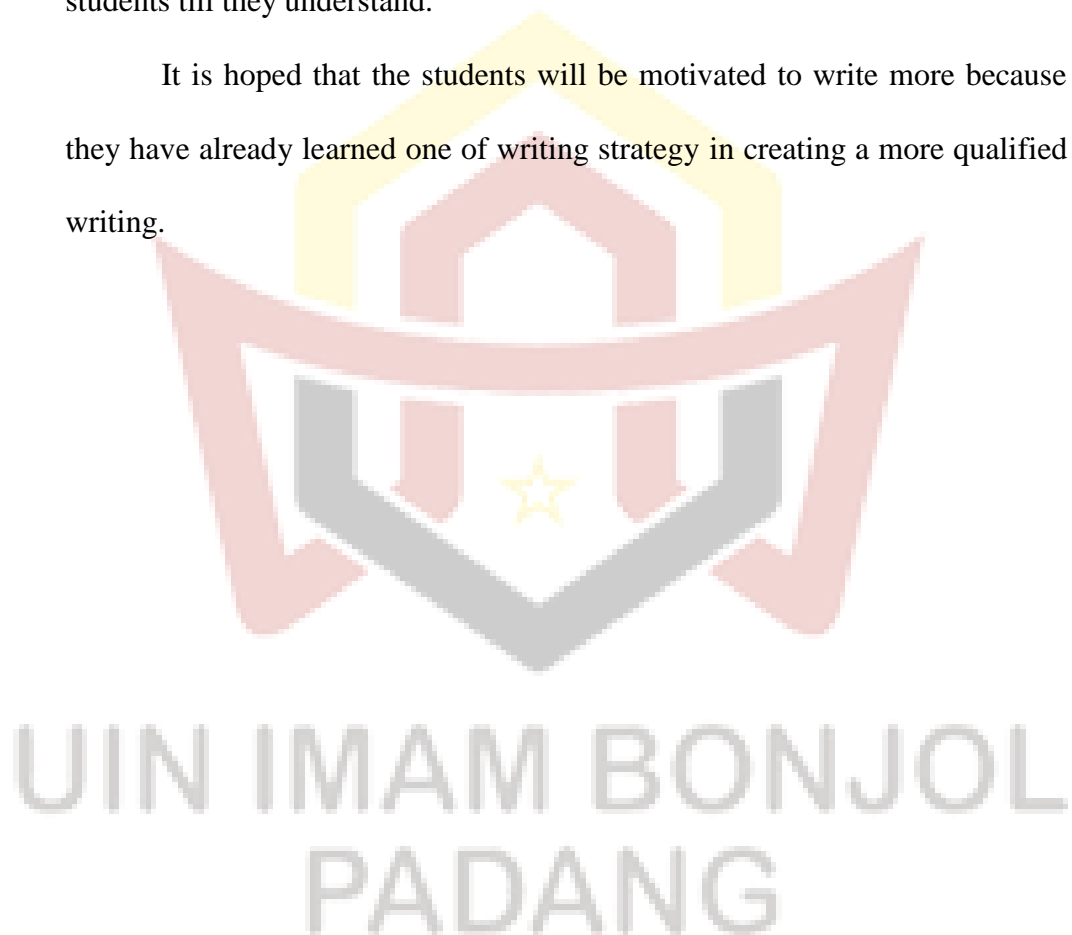 students till they understand.
It is hoped that the students will be motivated to write more because
they have already learned one of writing strategy in creating a more qualified
writing.
UIN IMAM BONJOL
PADANG